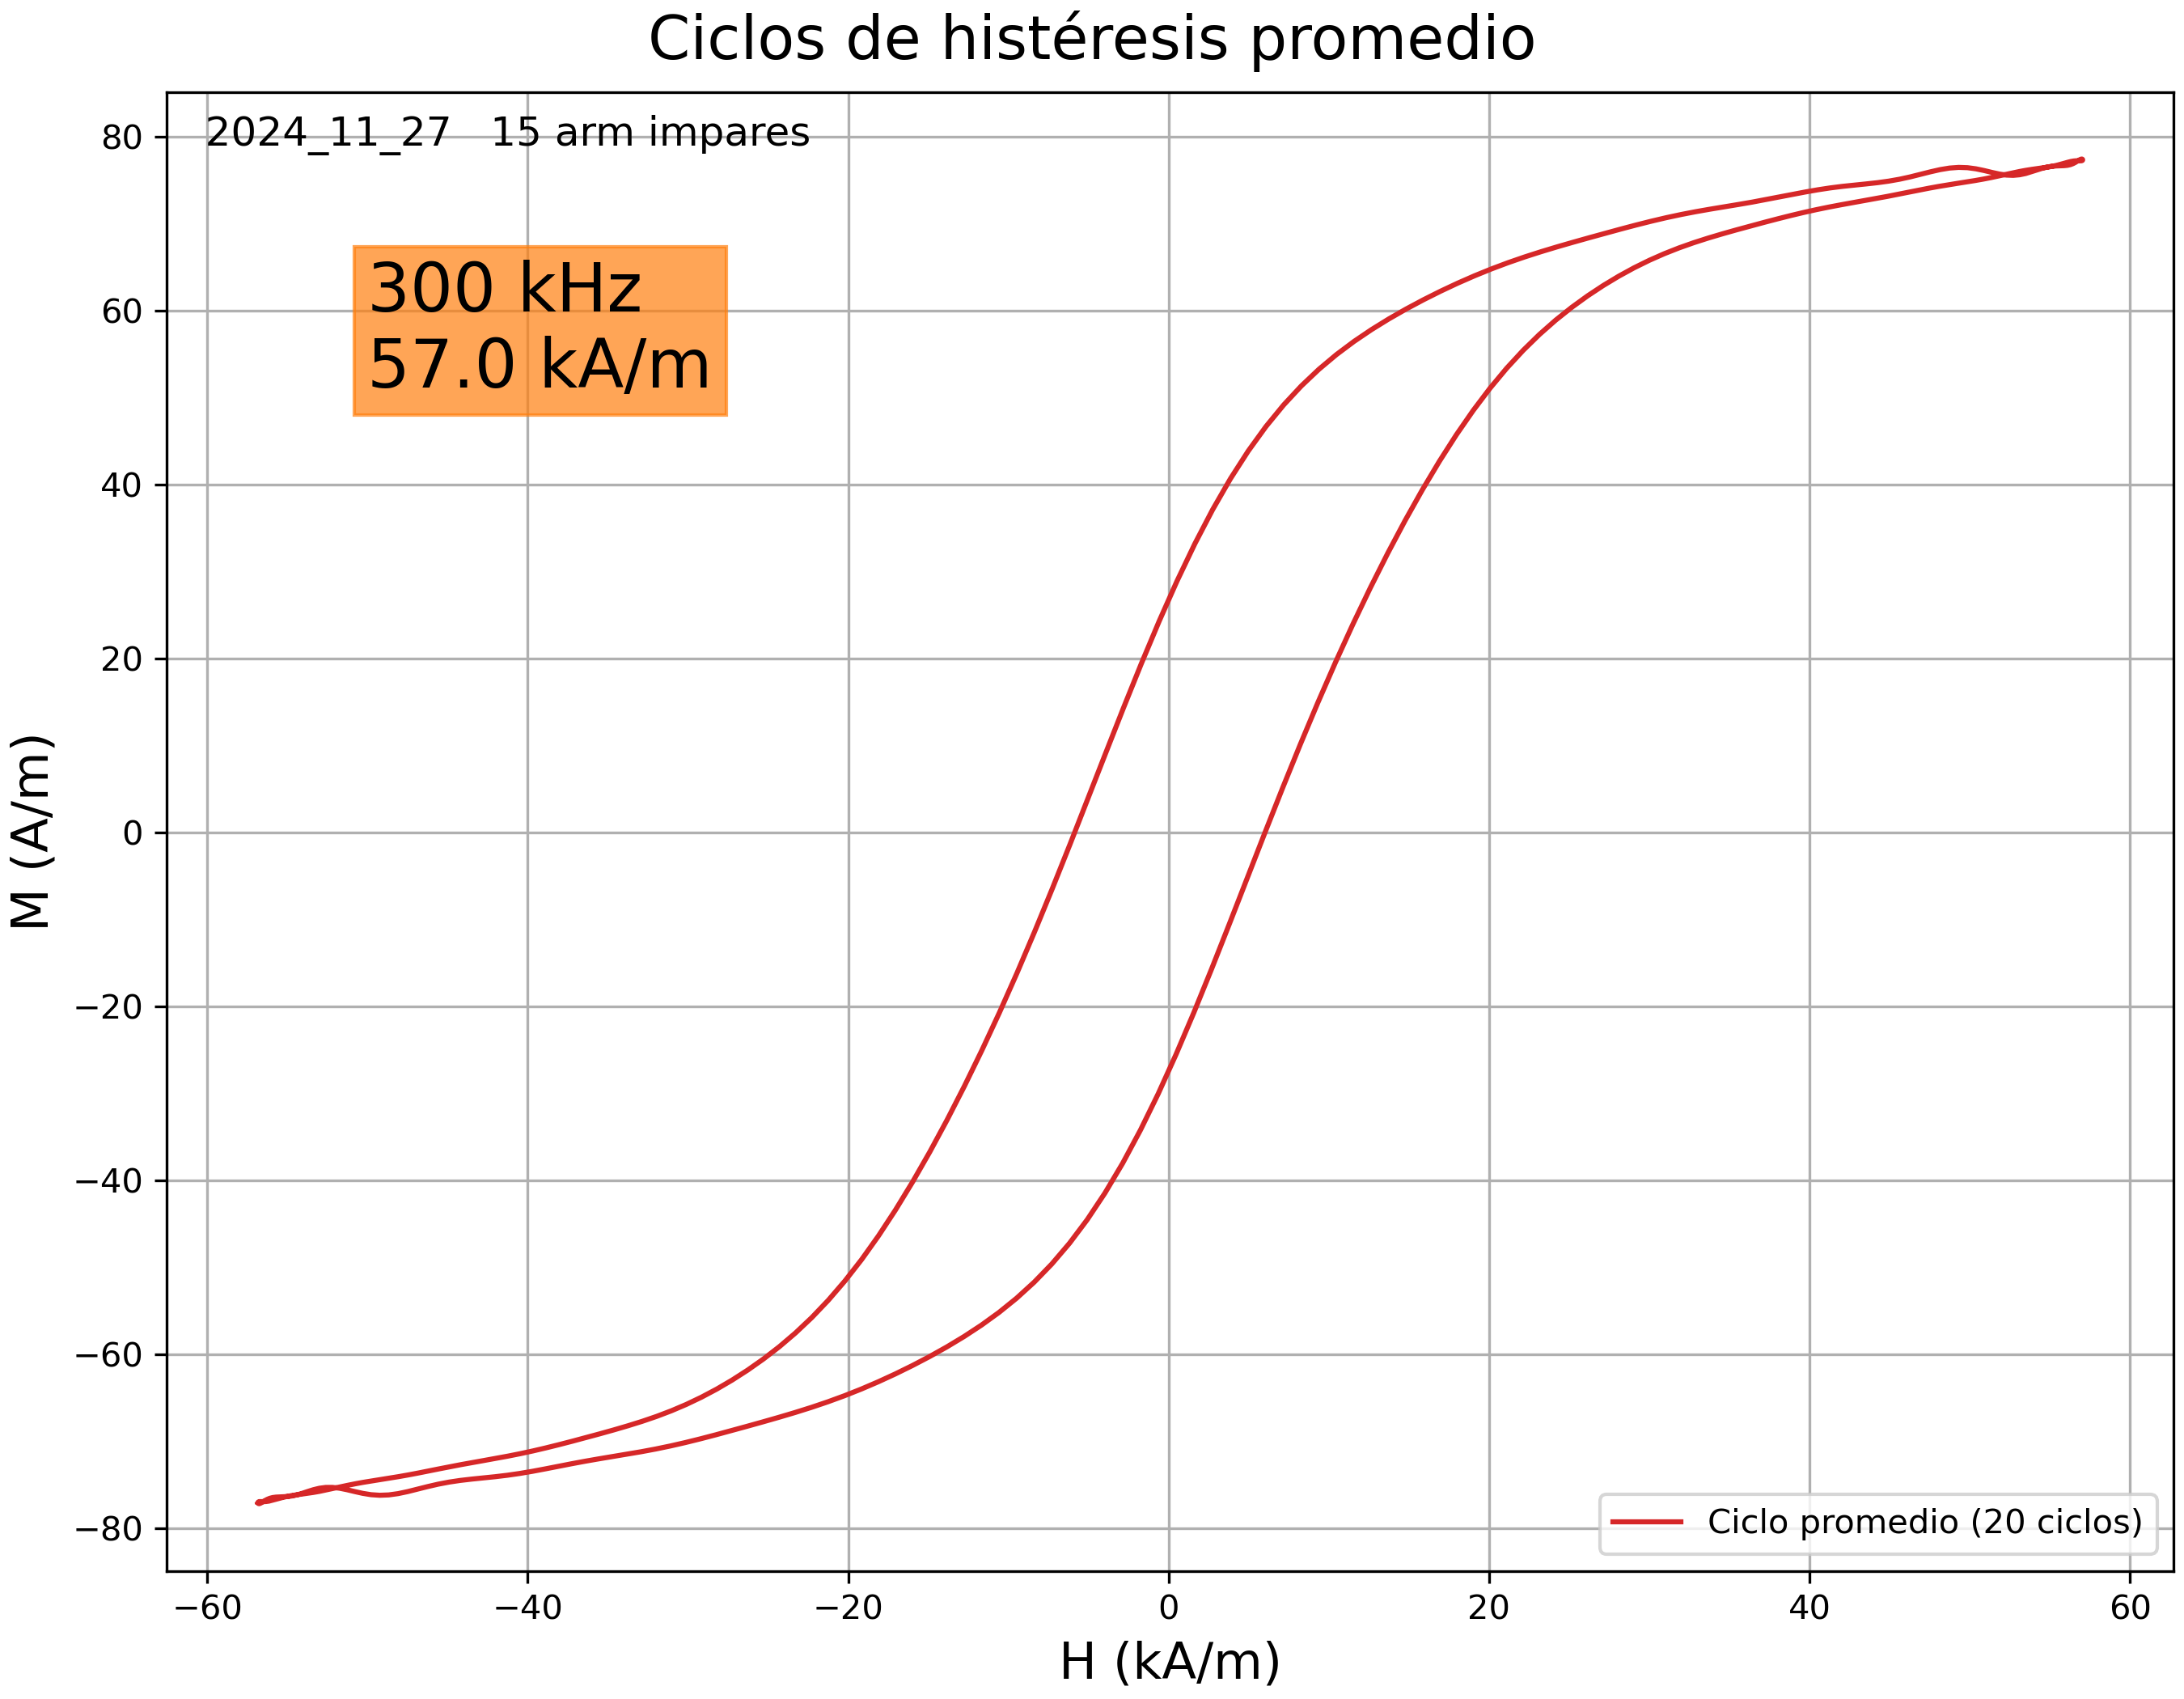 Ciclos de histéresis promedio
2024_11_27   15 arm impares
300 kHz
57.0 kA/m
M (A/m)
80
60
40
20
0
−20
−40
−60
−80
−60 −40 −20 0 20 40 60
H (kA/m)
Ciclo promedio (20 ciclos)